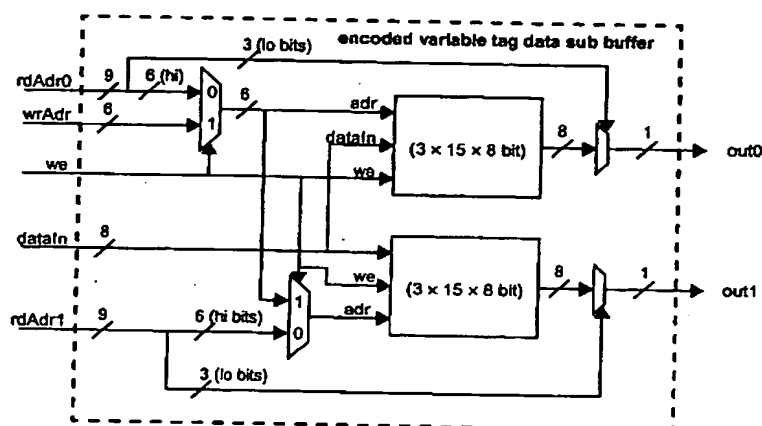 encoded variable tag data sub buffer
3 (lo bits)
rdAdr0 9 6 (hi) 0 6 adr
wrAdr 6 1
dataIn (3 × 15 × 8 bit) 8 1 out0
we we
dataIn 8
we (3 × 15 × 8 bit) 8 1 out1
1 adr
rdAdr1 9 6 (hi bits) 0
3 (lo bits)